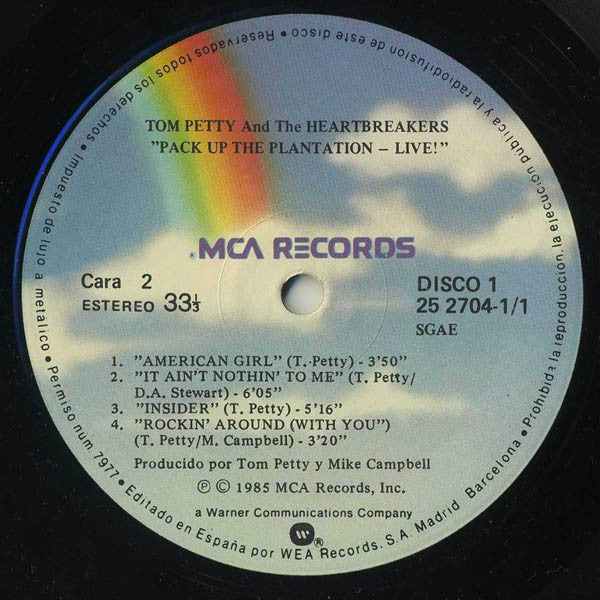 TOM PETTY And The HEARTBREAKERS
"PACK UP THE PLANTATION – LIVE!"
® MCA RECORDS
Cara 2
ESTEREO 33⅓
DISCO 1
25 2704-1/1
SGAE
1. "AMERICAN GIRL" (T. Petty) - 3'50"
2. "IT AIN'T NOTHIN' TO ME" (T. Petty/
D.A. Stewart) - 6'05"
3. "INSIDER" (T. Petty) - 5'16"
4. "ROCKIN' AROUND (WITH YOU")
(T. Petty/M. Campbell) - 3'20"
Producido por Tom Petty y Mike Campbell
℗ © 1985 MCA Records, Inc.
a Warner Communications Company
W ®
Editado en España por WEA Records. S.A. Madrid Barcelona • Prohibida la reproducción, la ejecución pública y la radiodifusion de este disco • Reservados todos los derechos • Impuesto de lujo a metálico • Permiso num. 7977 •